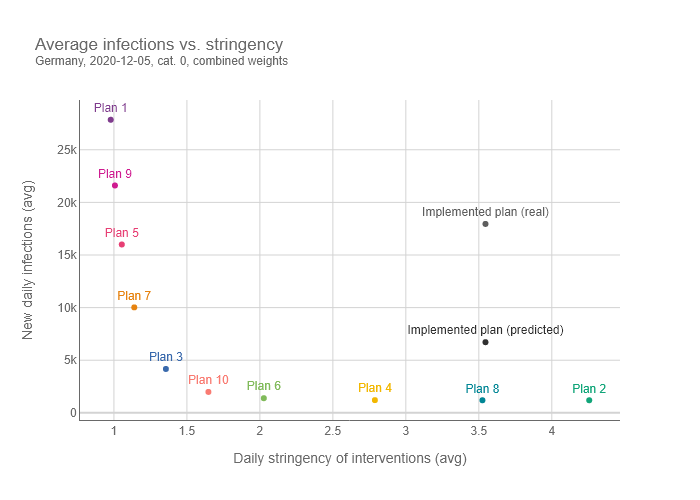 Average infections vs. stringency
Germany, 2020-12-05, cat. 0, combined weights
Plan 1
25k
Plan 9
20k
Implemented plan (real)
Plan 5
15k
Plan 7
10k
Implemented plan (predicted)
Plan 3
5k
Plan 10
Plan 6
Plan 4
Plan 8
Plan 2
0
1
1.5
2
2.5
3
3.5
4
New daily infections (avg)
Daily stringency of interventions (avg)